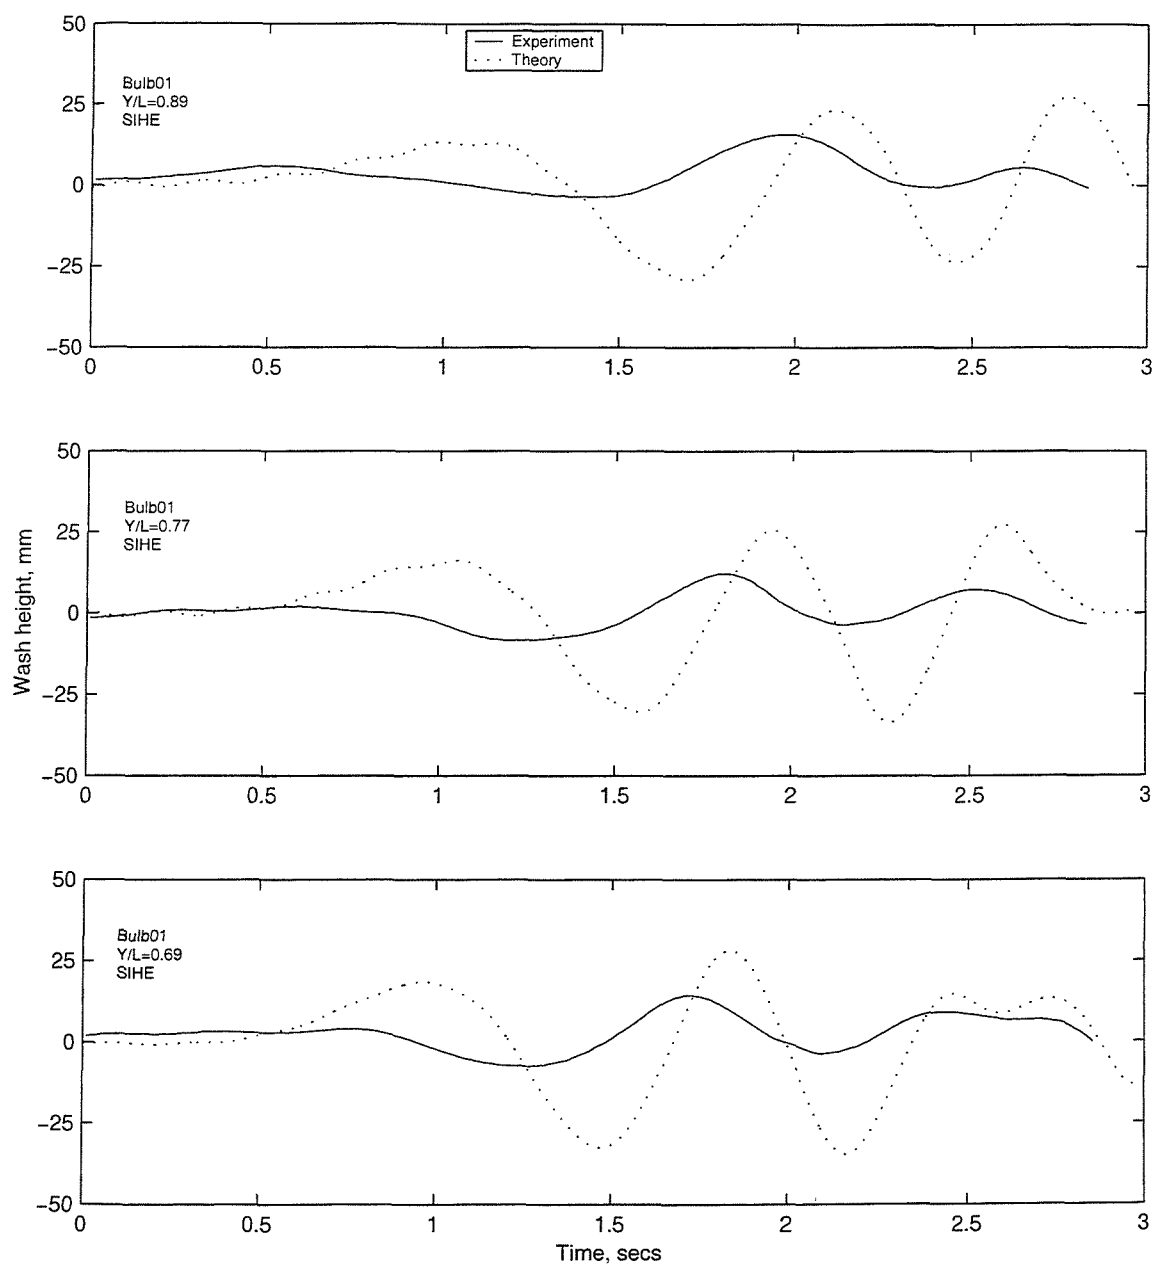 50
Experiment
Theory
Bulb01
Y/L=0.89
SIHE
25
0
−25
−50
0 0.5 1 1.5 2 2.5 3
50
Bulb01
Y/L=0.77
SIHE
25
0
−25
−50
0 0.5 1 1.5 2 2.5 3
Wash height, mm
50
Bulb01
Y/L=0.69
SIHE
25
0
−25
−50
0 0.5 1 1.5 2 2.5 3
Time, secs